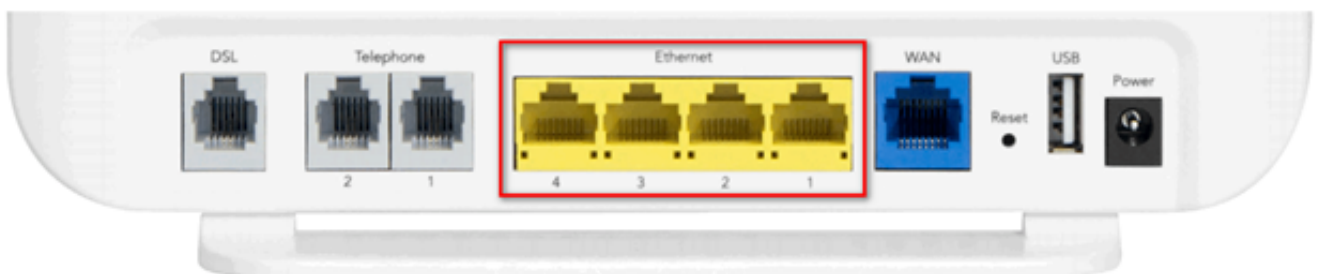 DSL Telephone Ethernet WAN USB
Power
Reset
2 1 4 3 2 1